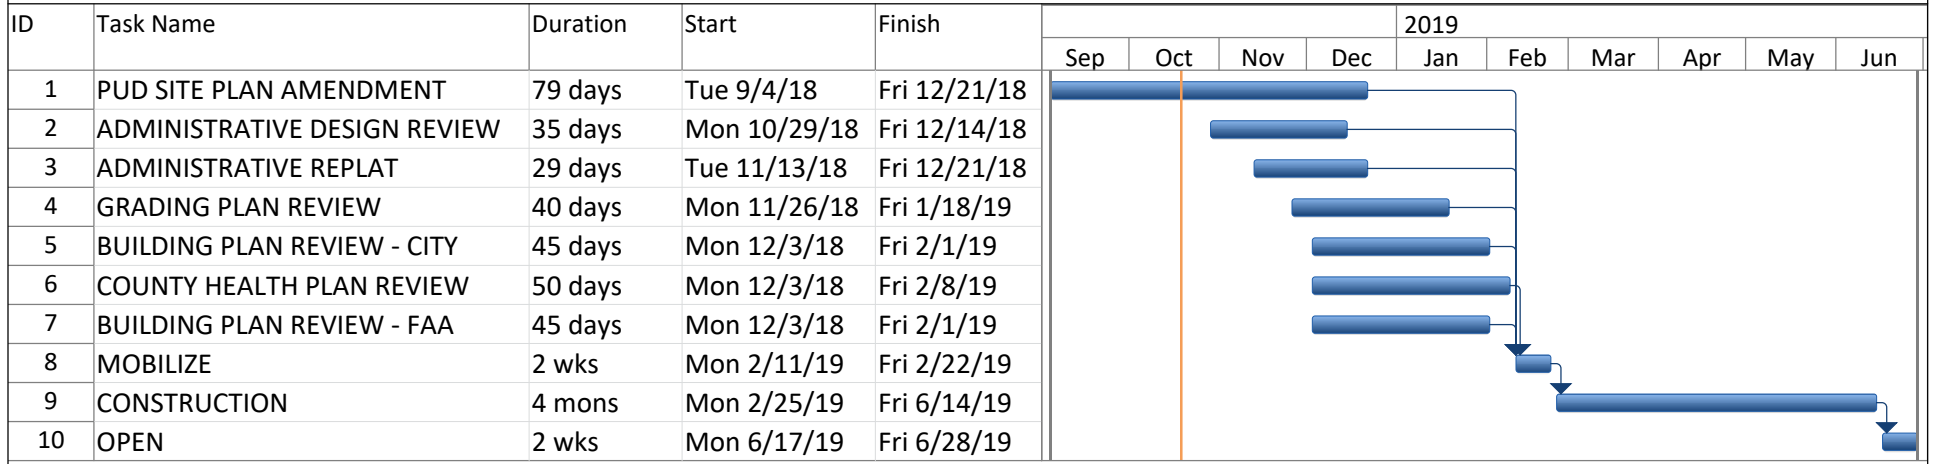 ID Task Name Duration Start Finish 2019
Sep Oct Nov Dec Jan Feb Mar Apr May Jun
1 PUD SITE PLAN AMENDMENT 79 days Tue 9/4/18 Fri 12/21/18
2 ADMINISTRATIVE DESIGN REVIEW 35 days Mon 10/29/18 Fri 12/14/18
3 ADMINISTRATIVE REPLAT 29 days Tue 11/13/18 Fri 12/21/18
4 GRADING PLAN REVIEW 40 days Mon 11/26/18 Fri 1/18/19
5 BUILDING PLAN REVIEW - CITY 45 days Mon 12/3/18 Fri 2/1/19
6 COUNTY HEALTH PLAN REVIEW 50 days Mon 12/3/18 Fri 2/8/19
7 BUILDING PLAN REVIEW - FAA 45 days Mon 12/3/18 Fri 2/1/19
8 MOBILIZE 2 wks Mon 2/11/19 Fri 2/22/19
9 CONSTRUCTION 4 mons Mon 2/25/19 Fri 6/14/19
10 OPEN 2 wks Mon 6/17/19 Fri 6/28/19